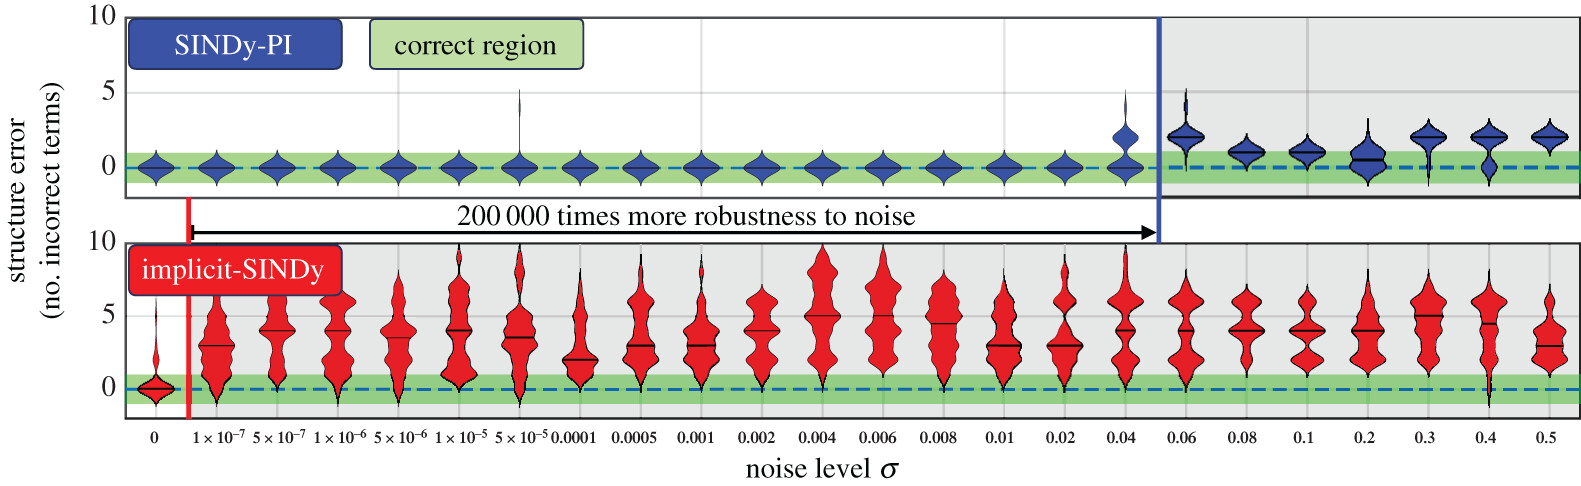 10
SINDy-PI
correct region
5
0
structure error
(no. incorrect terms)
200 000 times more robustness to noise
10
implicit-SINDy
5
0
0 1 × 10⁻⁷ 5 × 10⁻⁷ 1 × 10⁻⁶ 5 × 10⁻⁶ 1 × 10⁻⁵ 5 × 10⁻⁵ 0.0001 0.0005 0.001 0.002 0.004 0.006 0.008 0.01 0.02 0.04 0.06 0.08 0.1 0.2 0.3 0.4 0.5
noise level σ